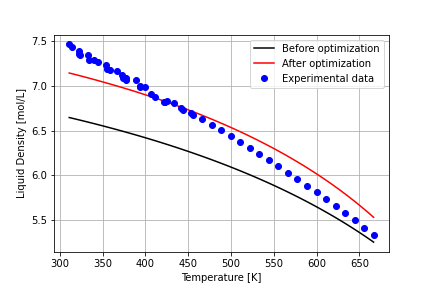 7.5
7.0
6.5
6.0
5.5
Liquid Density [mol/L]
Before optimization
After optimization
Experimental data
300 350 400 450 500 550 600 650
Temperature [K]